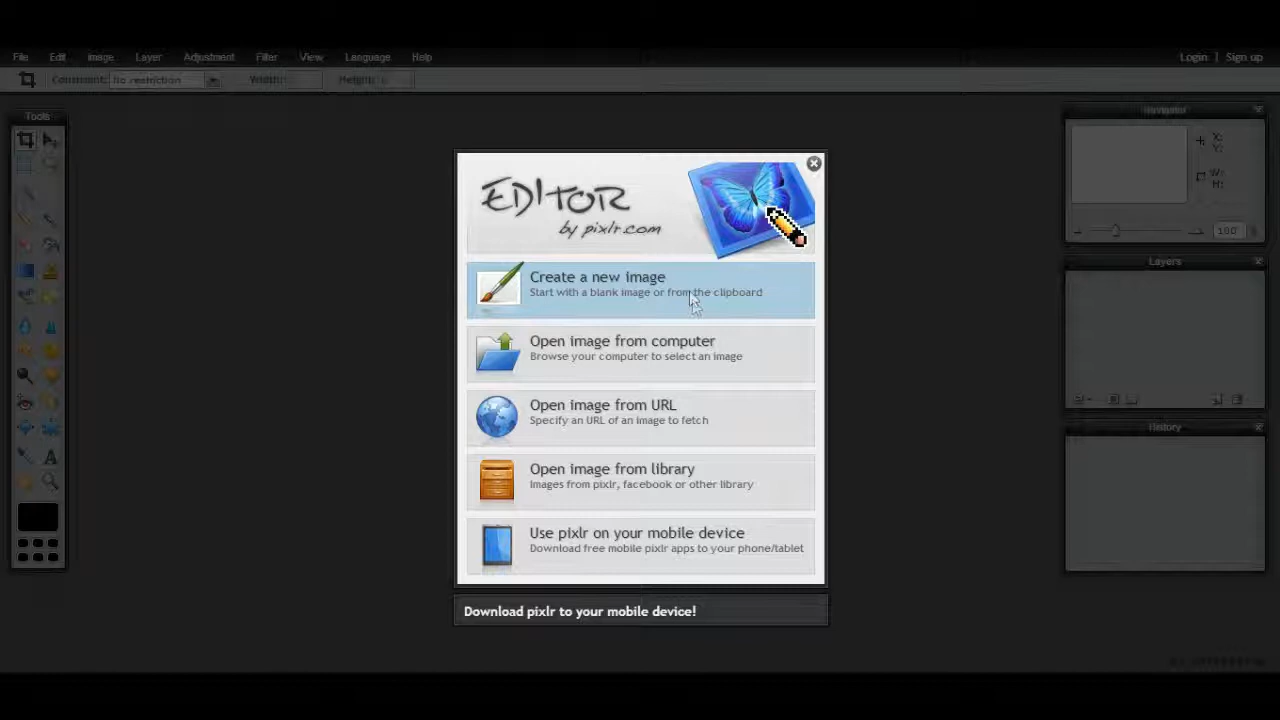 File Edit Image Layer Adjustment Filter View Language Help Login | Sign up
Constraint: No restriction Width: Height:
Tools
Navigator
X:
Y:
W:
H:
100
Layers
History
EDITOR
by pixlr.com
Create a new image
Start with a blank image or from the clipboard
Open image from computer
Browse your computer to select an image
Open image from URL
Specify an URL of an image to fetch
Open image from library
Images from pixlr, facebook or other library
Use pixlr on your mobile device
Download free mobile pixlr apps to your phone/tablet
Download pixlr to your mobile device!